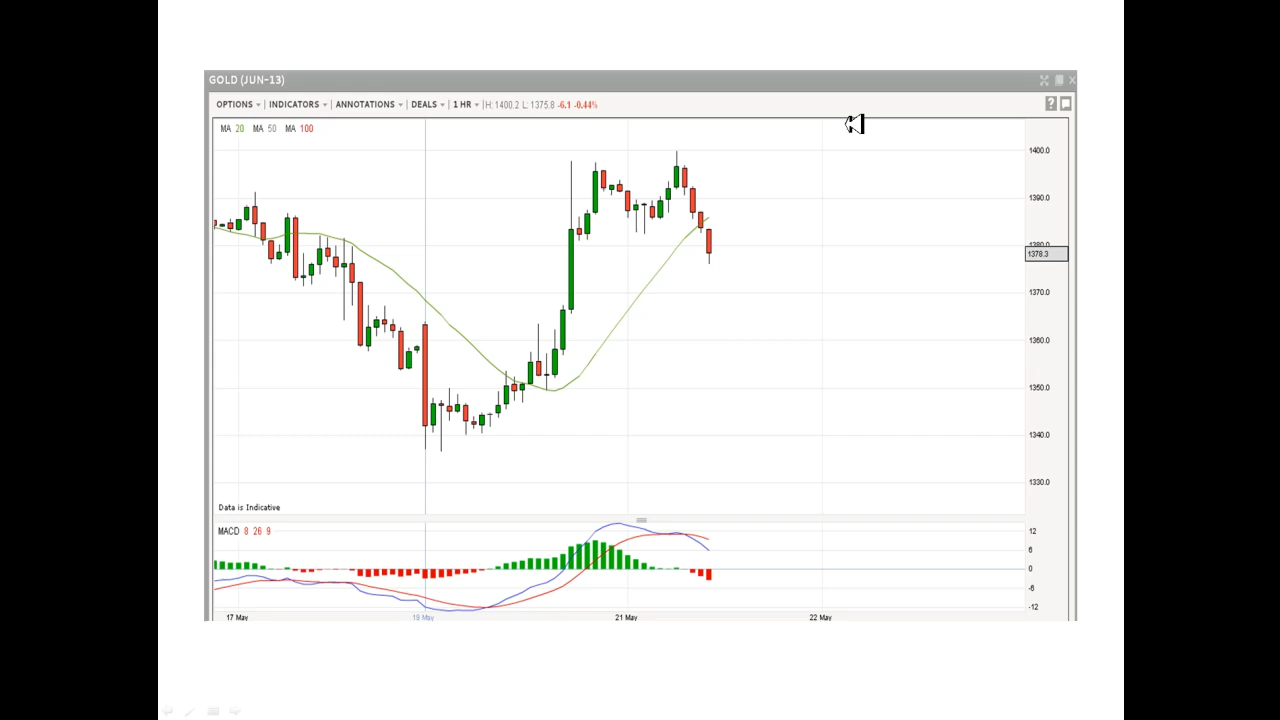 GOLD (JUN-13)
OPTIONS INDICATORS ANNOTATIONS DEALS 1 HR H: 1400.2 L: 1375.8 -6.1 -0.44%
?
MA 20 MA 50 MA 100
1400.0
1390.0
1380.0
1378.3
1370.0
1360.0
1350.0
1340.0
1330.0
Data is Indicative
MACD 8 26 9
12
6
0
-6
-12
17 May 19 May 21 May 22 May